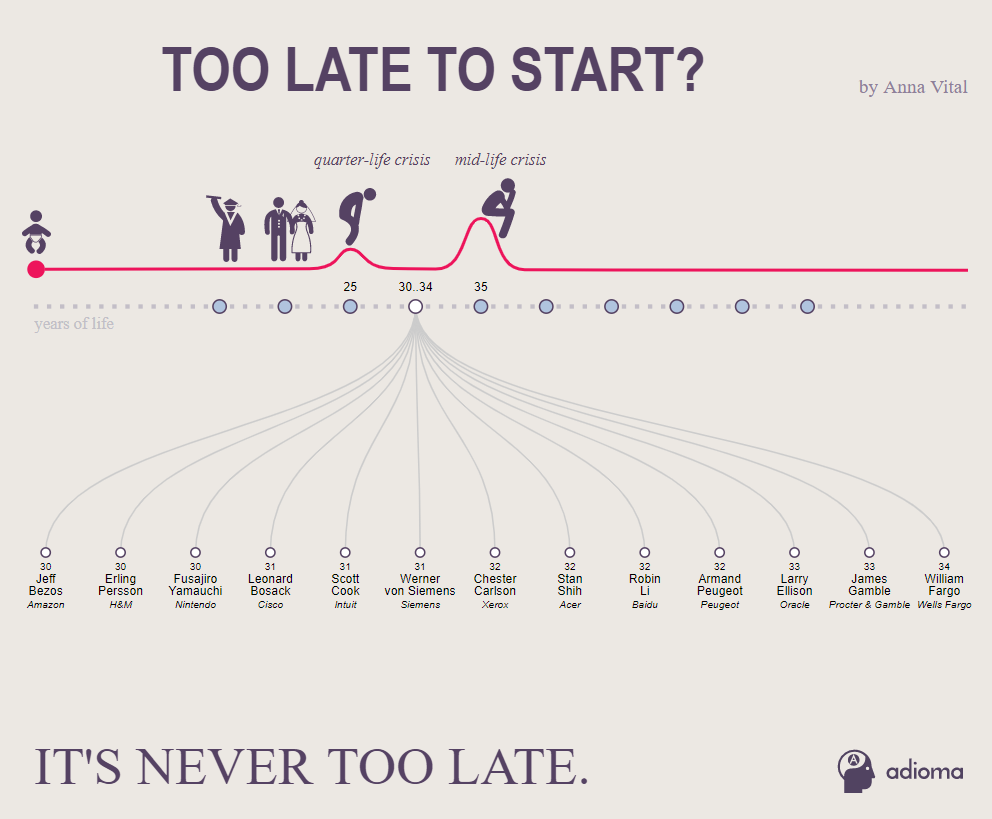 TOO LATE TO START?
by Anna Vital
quarter-life crisis
mid-life crisis
25
30..34
35
years of life
30
Jeff
Bezos
Amazon
30
Erling
Persson
H&M
30
Fusajiro
Yamauchi
Nintendo
31
Leonard
Bosack
Cisco
31
Scott
Cook
Intuit
31
Werner
von Siemens
Siemens
32
Chester
Carlson
Xerox
32
Stan
Shih
Acer
32
Robin
Li
Baidu
32
Armand
Peugeot
Peugeot
33
Larry
Ellison
Oracle
33
James
Gamble
Procter & Gamble
34
William
Fargo
Wells Fargo
IT'S NEVER TOO LATE.
A
adioma